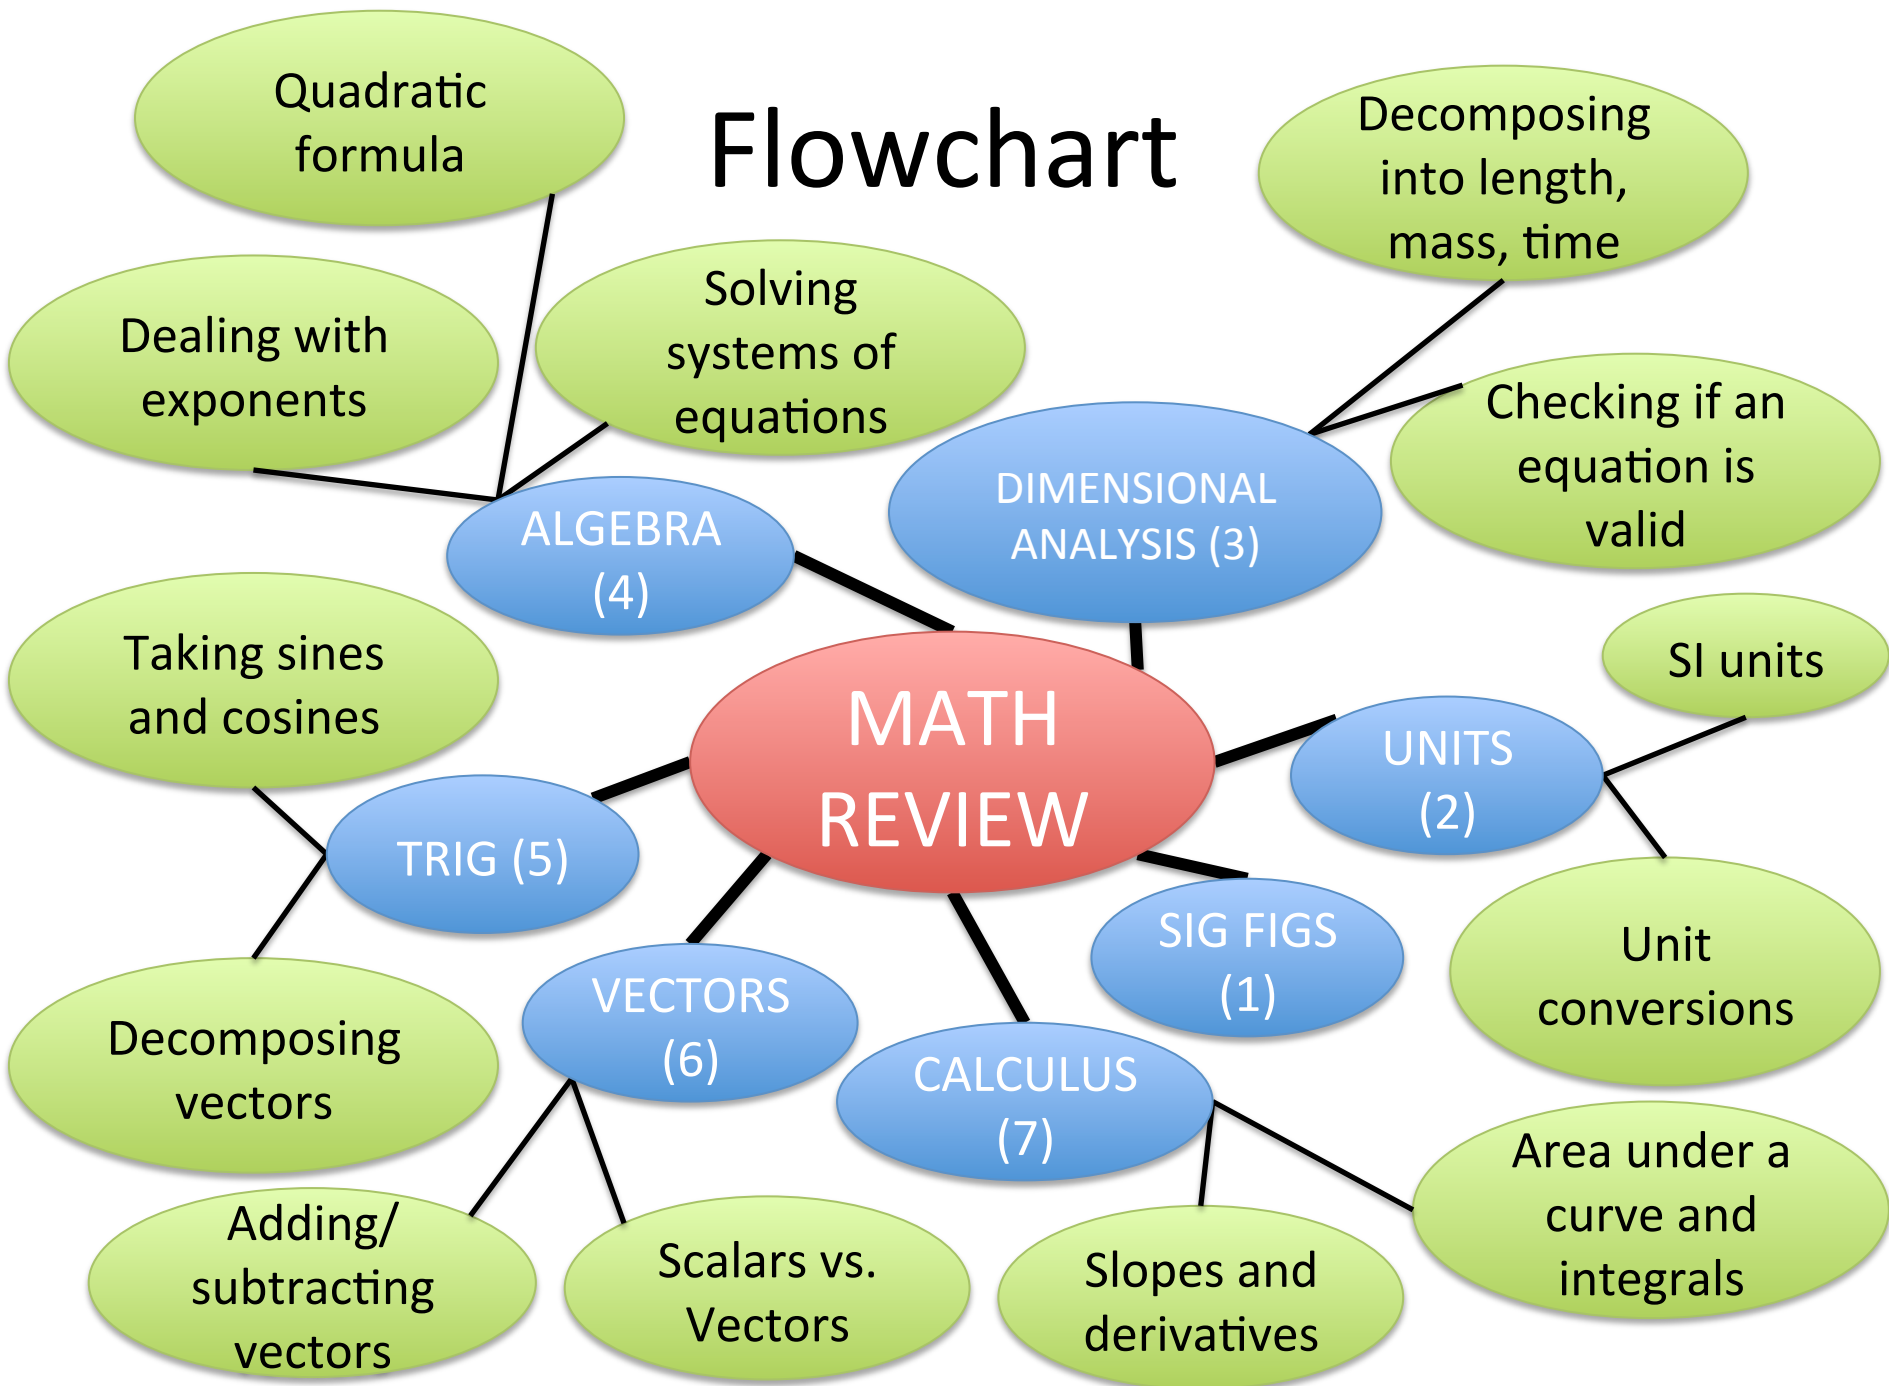 Flowchart
Quadratic
formula
Dealing with
exponents
Solving
systems of
equations
Decomposing
into length,
mass, time
Checking if an
equation is
valid
ALGEBRA
(4)
DIMENSIONAL
ANALYSIS (3)
Taking sines
and cosines
MATH
REVIEW
SI units
UNITS
(2)
TRIG (5)
SIG FIGS
(1)
Unit
conversions
VECTORS
(6)
Decomposing
vectors
CALCULUS
(7)
Adding/
subtracting
vectors
Scalars vs.
Vectors
Slopes and
derivatives
Area under a
curve and
integrals